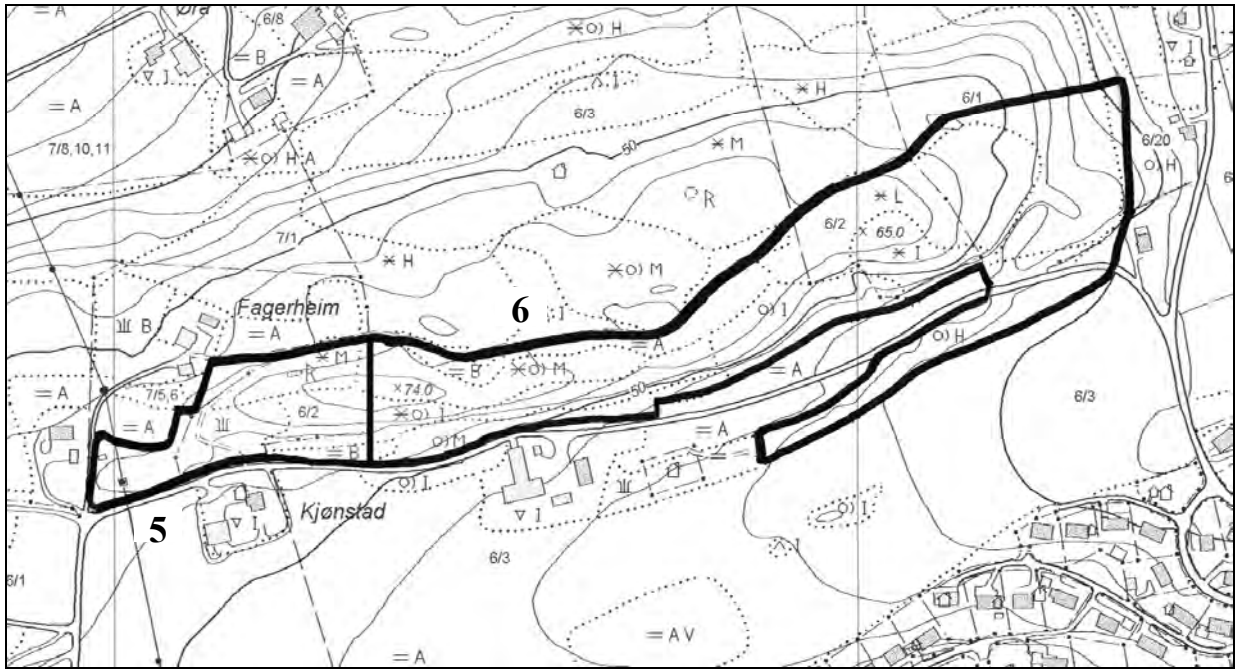 Øra
6/8
= B
= A
▽ I
= A
7/8,10,11
⚹ o) H A
⚹ o) H
∧ I
6/3
⚹ H
50
⚹ M
6/1
6/20
o) H
R
⚹ L
6/2
× 65.0
⚹ I
7/1
⚹ H
⚹ o) M
▽ I
B
Fagerheim
= A
6
I
o) I
o) H
= A
⚹ M
R
= B
⚹ o) M
= A
7/5,6
= A
6/2
× 74.0
⚹ o) I
50
= A
6/3
= B
o) M
= A
=
5
▽ I
Kjønstad
o) I
▽ I
o) I
∧ I
6/1
6/3
= A V
= A